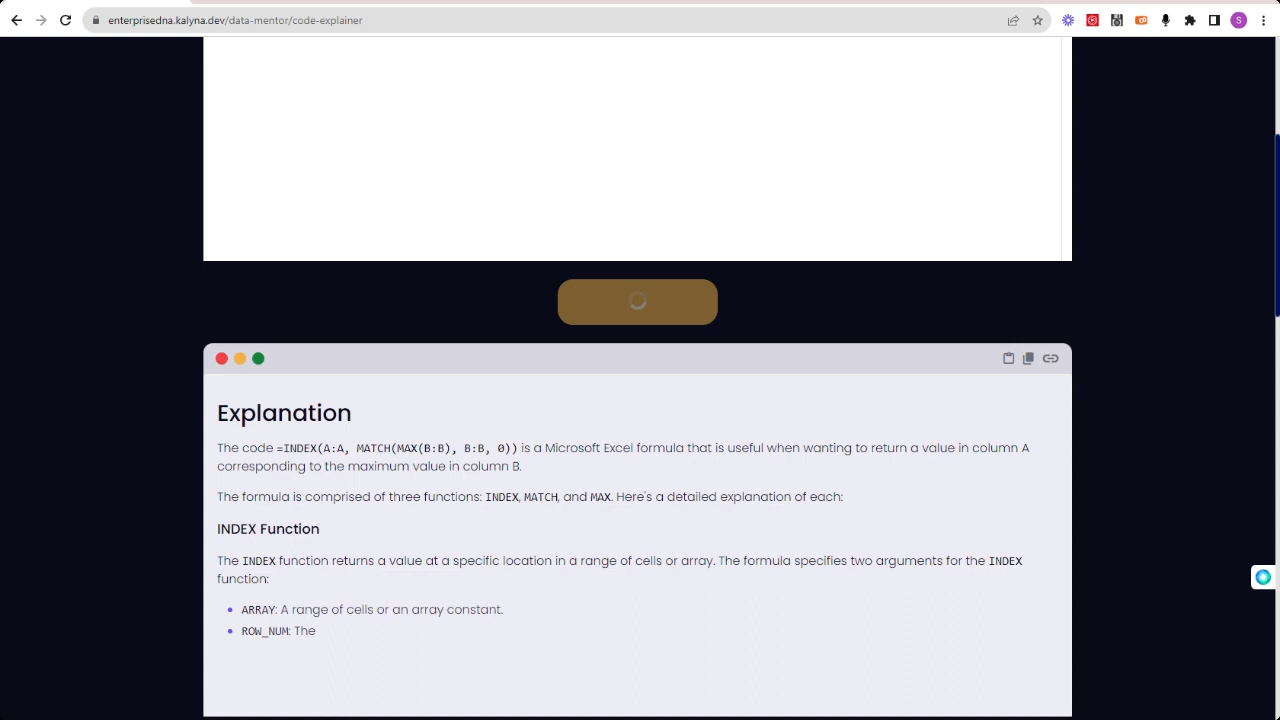 enterprisedna.kalyna.dev/data-mentor/code-explainer
S
Explanation
The code =INDEX(A:A, MATCH(MAX(B:B), B:B, 0)) is a Microsoft Excel formula that is useful when wanting to return a value in column A
corresponding to the maximum value in column B.
The formula is comprised of three functions: INDEX, MATCH, and MAX. Here's a detailed explanation of each:
INDEX Function
The INDEX function returns a value at a specific location in a range of cells or array. The formula specifies two arguments for the INDEX
function:
• ARRAY: A range of cells or an array constant.
• ROW_NUM: The